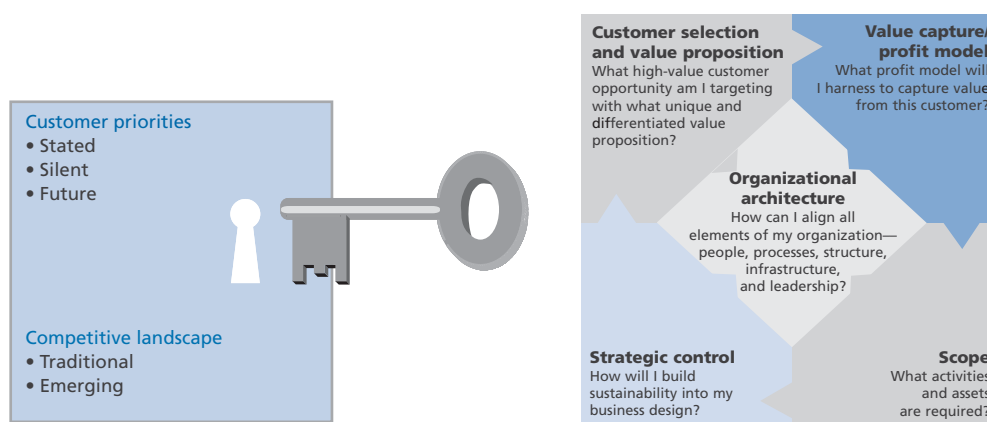 Customer priorities
• Stated
• Silent
• Future
Competitive landscape
• Traditional
• Emerging
Customer selection
and value proposition
What high-value customer
opportunity am I targeting
with what unique and
differentiated value
proposition?
Value capture/
profit model
What profit model will
I harness to capture value
from this customer?
Organizational
architecture
How can I align all
elements of my organization—
people, processes, structure,
infrastructure,
and leadership?
Strategic control
How will I build
sustainability into my
business design?
Scope
What activities
and assets
are required?